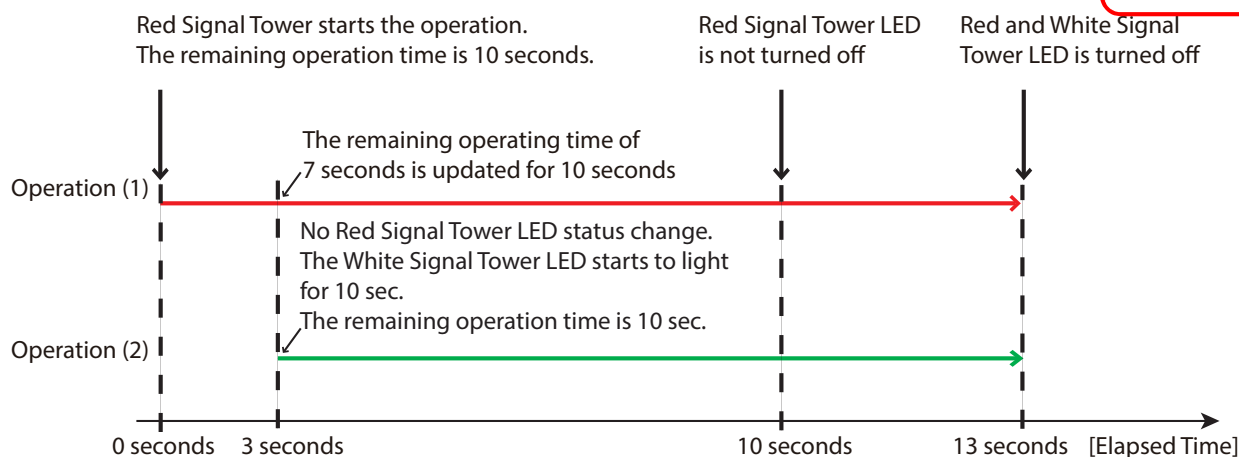 Red Signal Tower starts the operation.
The remaining operation time is 10 seconds.
Red Signal Tower LED
is not turned off
Red and White Signal
Tower LED is turned off
The remaining operating time of
7 seconds is updated for 10 seconds
Operation (1)
No Red Signal Tower LED status change.
The White Signal Tower LED starts to light
for 10 sec.
The remaining operation time is 10 sec.
Operation (2)
0 seconds
3 seconds
10 seconds
13 seconds
[Elapsed Time]